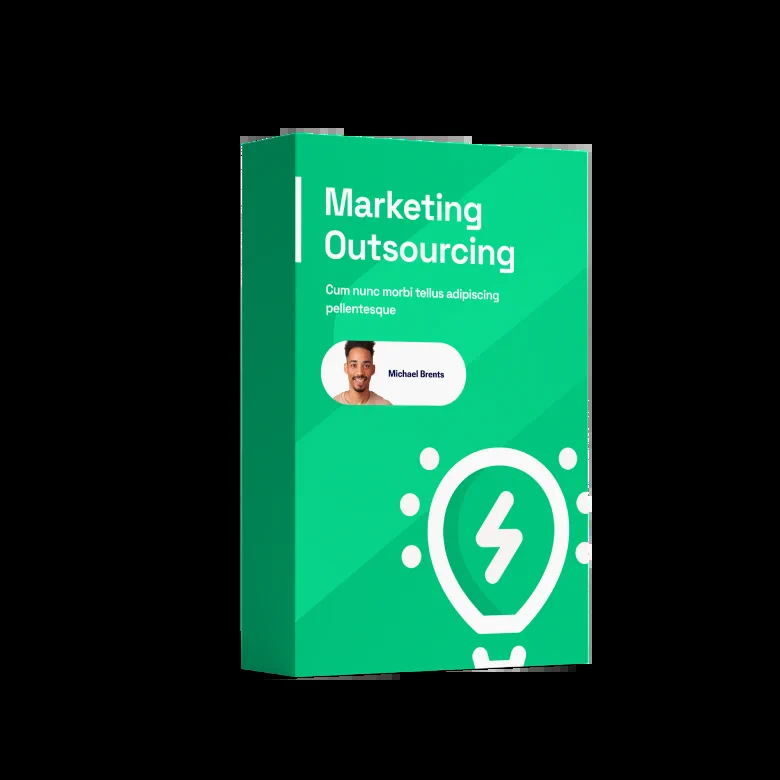 Marketing
Outsourcing
Cum nunc morbi tellus adipiscing
pellentesque
Michael Brents